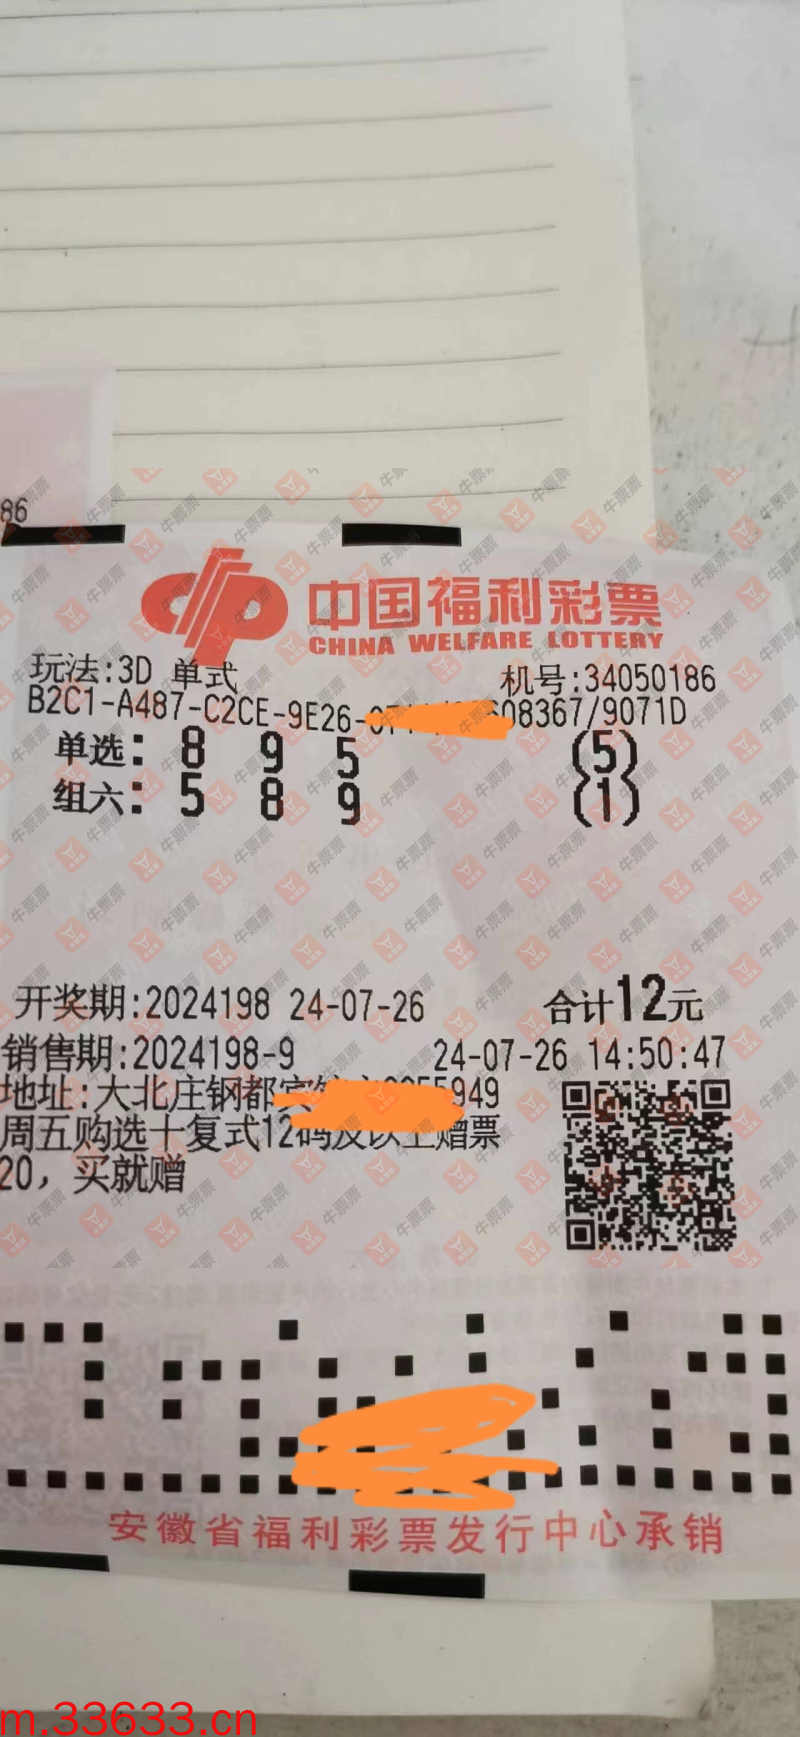 86
中国福利彩票
CHINA WELFARE LOTTERY
玩法:3D 单式 机号:34050186
B2C1-A487-C2CE-9E26- 608367/9071D
单选: 8 9 5 (5)
组六: 5 8 9 (1)
开奖期:2024198 24-07-26 合计12元
销售期:2024198-9 24-07-26 14:50:47
地址:大北庄钢都 5949
周五购选十复式12码及以上赠票
20，买就赠
安徽省福利彩票发行中心承销
牛票票
m.33633.cn